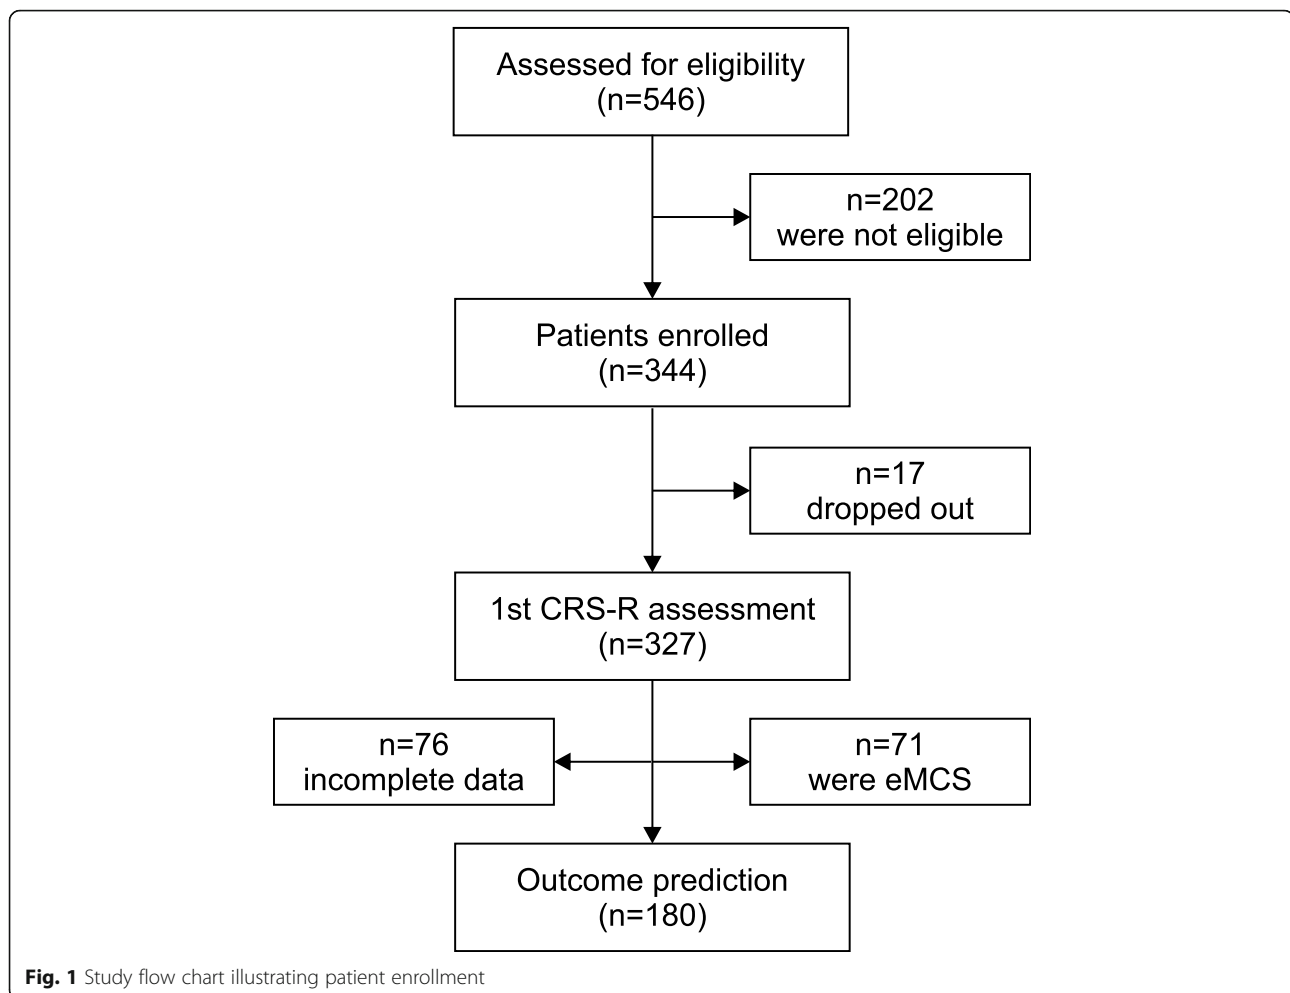 Assessed for eligibility
(n=546)
n=202
were not eligible
Patients enrolled
(n=344)
n=17
dropped out
1st CRS-R assessment
(n=327)
n=76
incomplete data
n=71
were eMCS
Outcome prediction
(n=180)
Fig. 1 Study flow chart illustrating patient enrollment